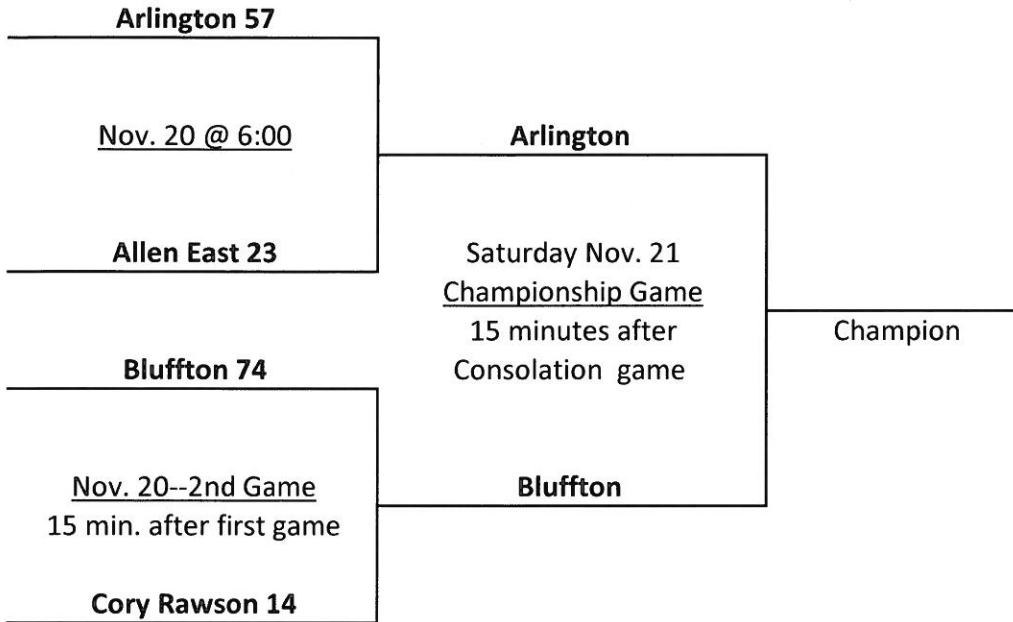 Arlington 57
Nov. 20 @ 6:00
Arlington
Allen East 23
Saturday Nov. 21
Championship Game
15 minutes after
Consolation game
Champion
Bluffton 74
Nov. 20--2nd Game
15 min. after first game
Bluffton
Cory Rawson 14